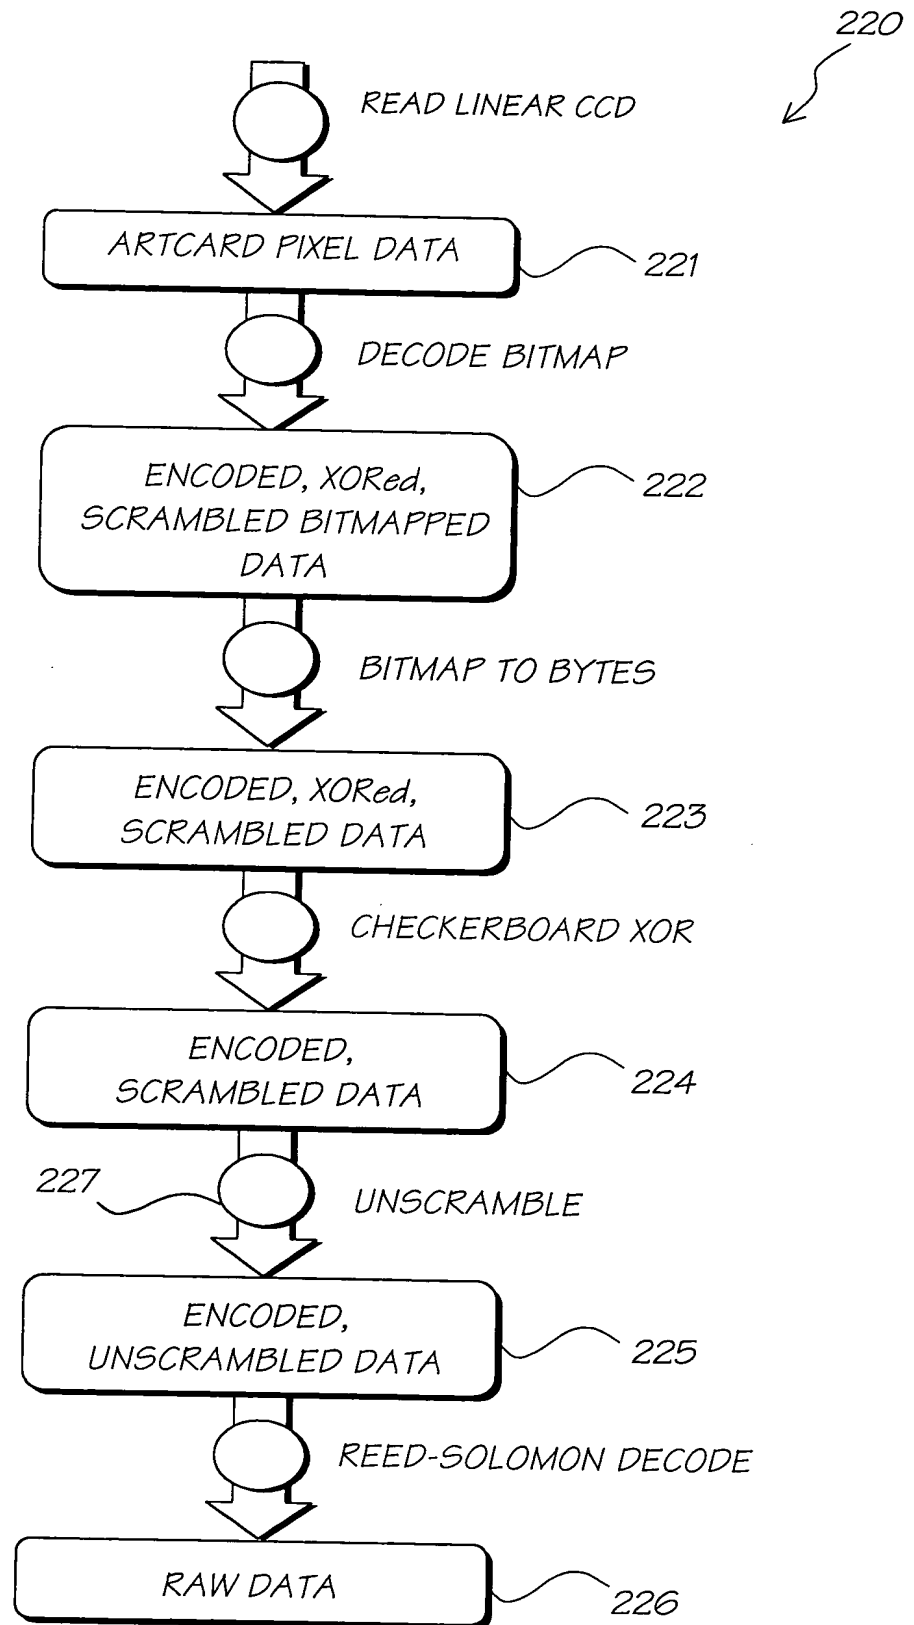 220
READ LINEAR CCD
ARTCARD PIXEL DATA
221
DECODE BITMAP
ENCODED, XORed,
SCRAMBLED BITMAPPED
DATA
222
BITMAP TO BYTES
ENCODED, XORed,
SCRAMBLED DATA
223
CHECKERBOARD XOR
ENCODED,
SCRAMBLED DATA
224
227
UNSCRAMBLE
ENCODED,
UNSCRAMBLED DATA
225
REED-SOLOMON DECODE
RAW DATA
226